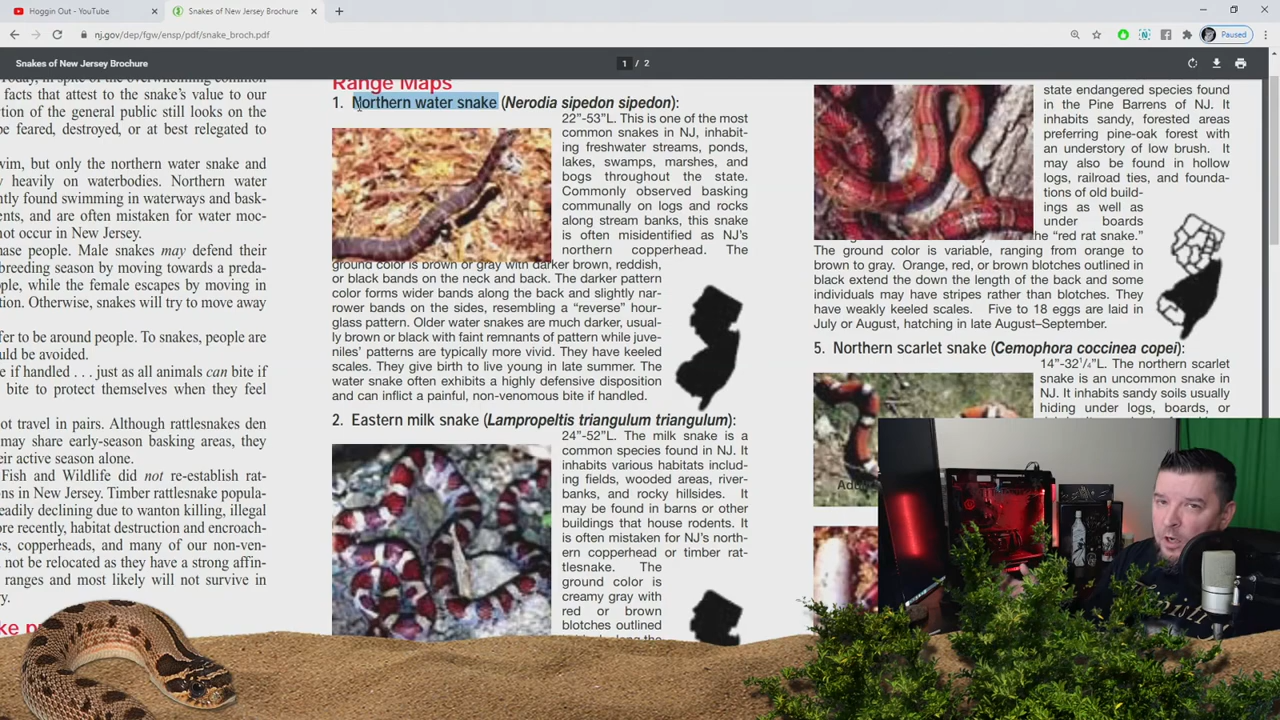 Hoggin Out - YouTube
Snakes of New Jersey Brochure
nj.gov/dep/fgw/ensp/pdf/snake_broch.pdf
Paused
Snakes of New Jersey Brochure
1 / 2
Today, in spite of the overwhelming common
facts that attest to the snake's value to our
tion of the general public still looks on the
be feared, destroyed, or at best relegated to
wim, but only the northern water snake and
y heavily on waterbodies. Northern water
ntly found swimming in waterways and bask-
ents, and are often mistaken for water moc-
not occur in New Jersey.
hase people. Male snakes may defend their
breeding season by moving towards a preda-
ople, while the female escapes by moving in
tion. Otherwise, snakes will try to move away
efer to be around people. To snakes, people are
ould be avoided.
e if handled . . . just as all animals can bite if
bite to protect themselves when they feel
ot travel in pairs. Although rattlesnakes den
may share early-season basking areas, they
eir active season alone.
Fish and Wildlife did not re-establish rat-
ons in New Jersey. Timber rattlesnake popula-
eadily declining due to wanton killing, illegal
ore recently, habitat destruction and encroach-
es, copperheads, and many of our non-ven-
not be relocated as they have a strong affin-
ranges and most likely will not survive in
ry.
ke p
Range Maps
1. Northern water snake (Nerodia sipedon sipedon):
22"-53"L. This is one of the most
common snakes in NJ, inhabit-
ing freshwater streams, ponds,
lakes, swamps, marshes, and
bogs throughout the state.
Commonly observed basking
communally on logs and rocks
along stream banks, this snake
is often misidentified as NJ's
northern copperhead. The
ground color is brown or gray with darker brown, reddish,
or black bands on the neck and back. The darker pattern
color forms wider bands along the back and slightly nar-
rower bands on the sides, resembling a “reverse” hour-
glass pattern. Older water snakes are much darker, usual-
ly brown or black with faint remnants of pattern while juve-
niles' patterns are typically more vivid. They have keeled
scales. They give birth to live young in late summer. The
water snake often exhibits a highly defensive disposition
and can inflict a painful, non-venomous bite if handled.
2. Eastern milk snake (Lampropeltis triangulum triangulum):
24"-52"L. The milk snake is a
common species found in NJ. It
inhabits various habitats includ-
ing fields, wooded areas, river-
banks, and rocky hillsides. It
may be found in barns or other
buildings that house rodents. It
is often mistaken for NJ's north-
ern copperhead or timber rat-
tlesnake. The
ground color is
creamy gray with
red or brown
blotches outlined
state endangered species found
in the Pine Barrens of NJ. It
inhabits sandy, forested areas
preferring pine-oak forest with
an understory of low brush. It
may also be found in hollow
logs, railroad ties, and founda-
tions of old build-
ings as well as
under boards
the “red rat snake.”
The ground color is variable, ranging from orange to
brown to gray. Orange, red, or brown blotches outlined in
black extend the down the length of the back and some
individuals may have stripes rather than blotches. They
have weakly keeled scales. Five to 18 eggs are laid in
July or August, hatching in late August–September.
5. Northern scarlet snake (Cemophora coccinea copei):
14"-32 1/4"L. The northern scarlet
snake is an uncommon snake in
NJ. It inhabits sandy soils usually
hiding under logs, boards, or